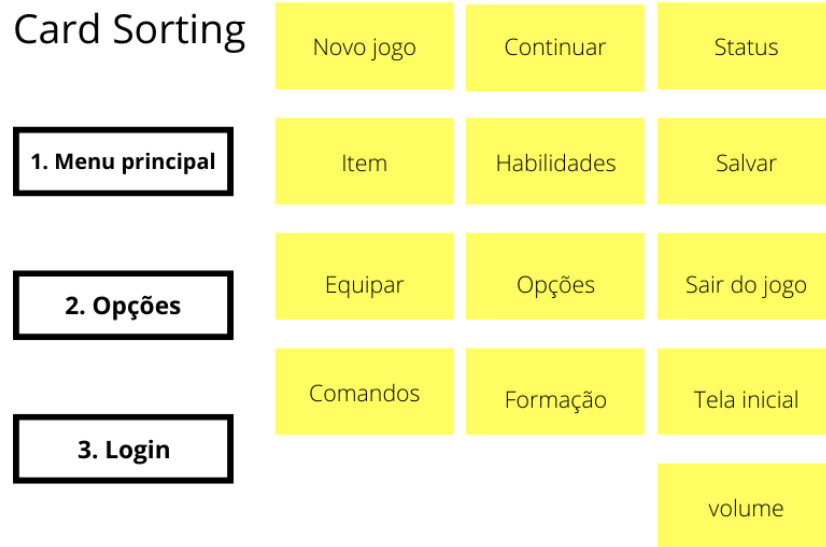 Card Sorting
Novo jogo
Continuar
Status
1. Menu principal
Item
Habilidades
Salvar
2. Opções
Equipar
Opções
Sair do jogo
Comandos
Formação
Tela inicial
3. Login
volume